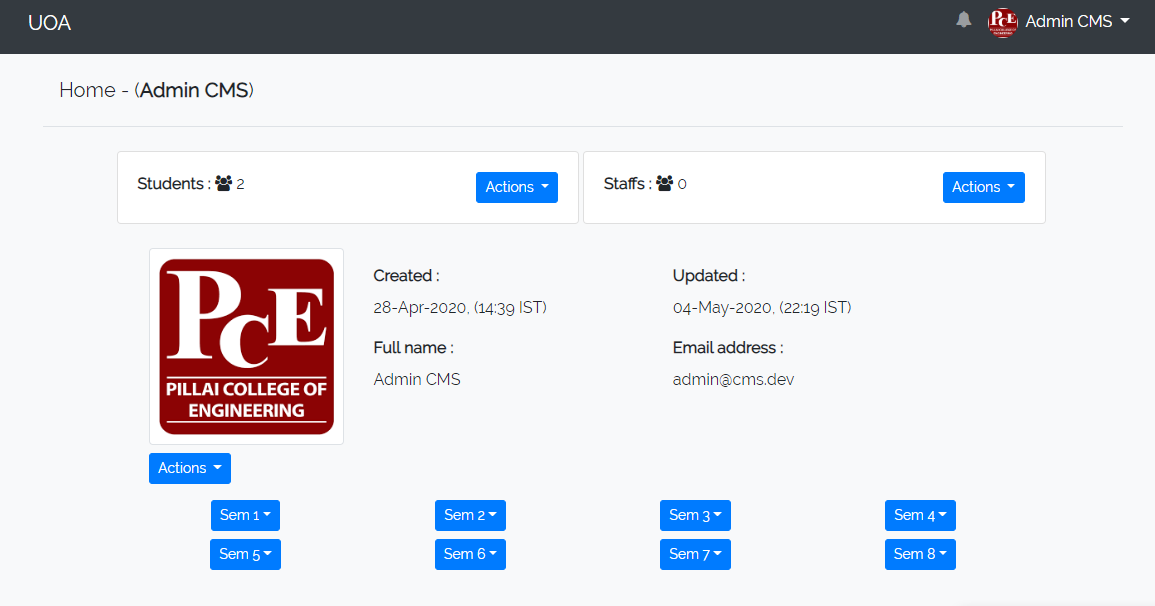 UOA
Admin CMS
Home - (Admin CMS)
Students : 2
Actions
Staffs : 0
Actions
PCE
PILLAI COLLEGE OF
ENGINEERING
Created :
28-Apr-2020, (14:39 IST)
Updated :
04-May-2020, (22:19 IST)
Full name :
Admin CMS
Email address :
admin@cms.dev
Actions
Sem 1
Sem 2
Sem 3
Sem 4
Sem 5
Sem 6
Sem 7
Sem 8